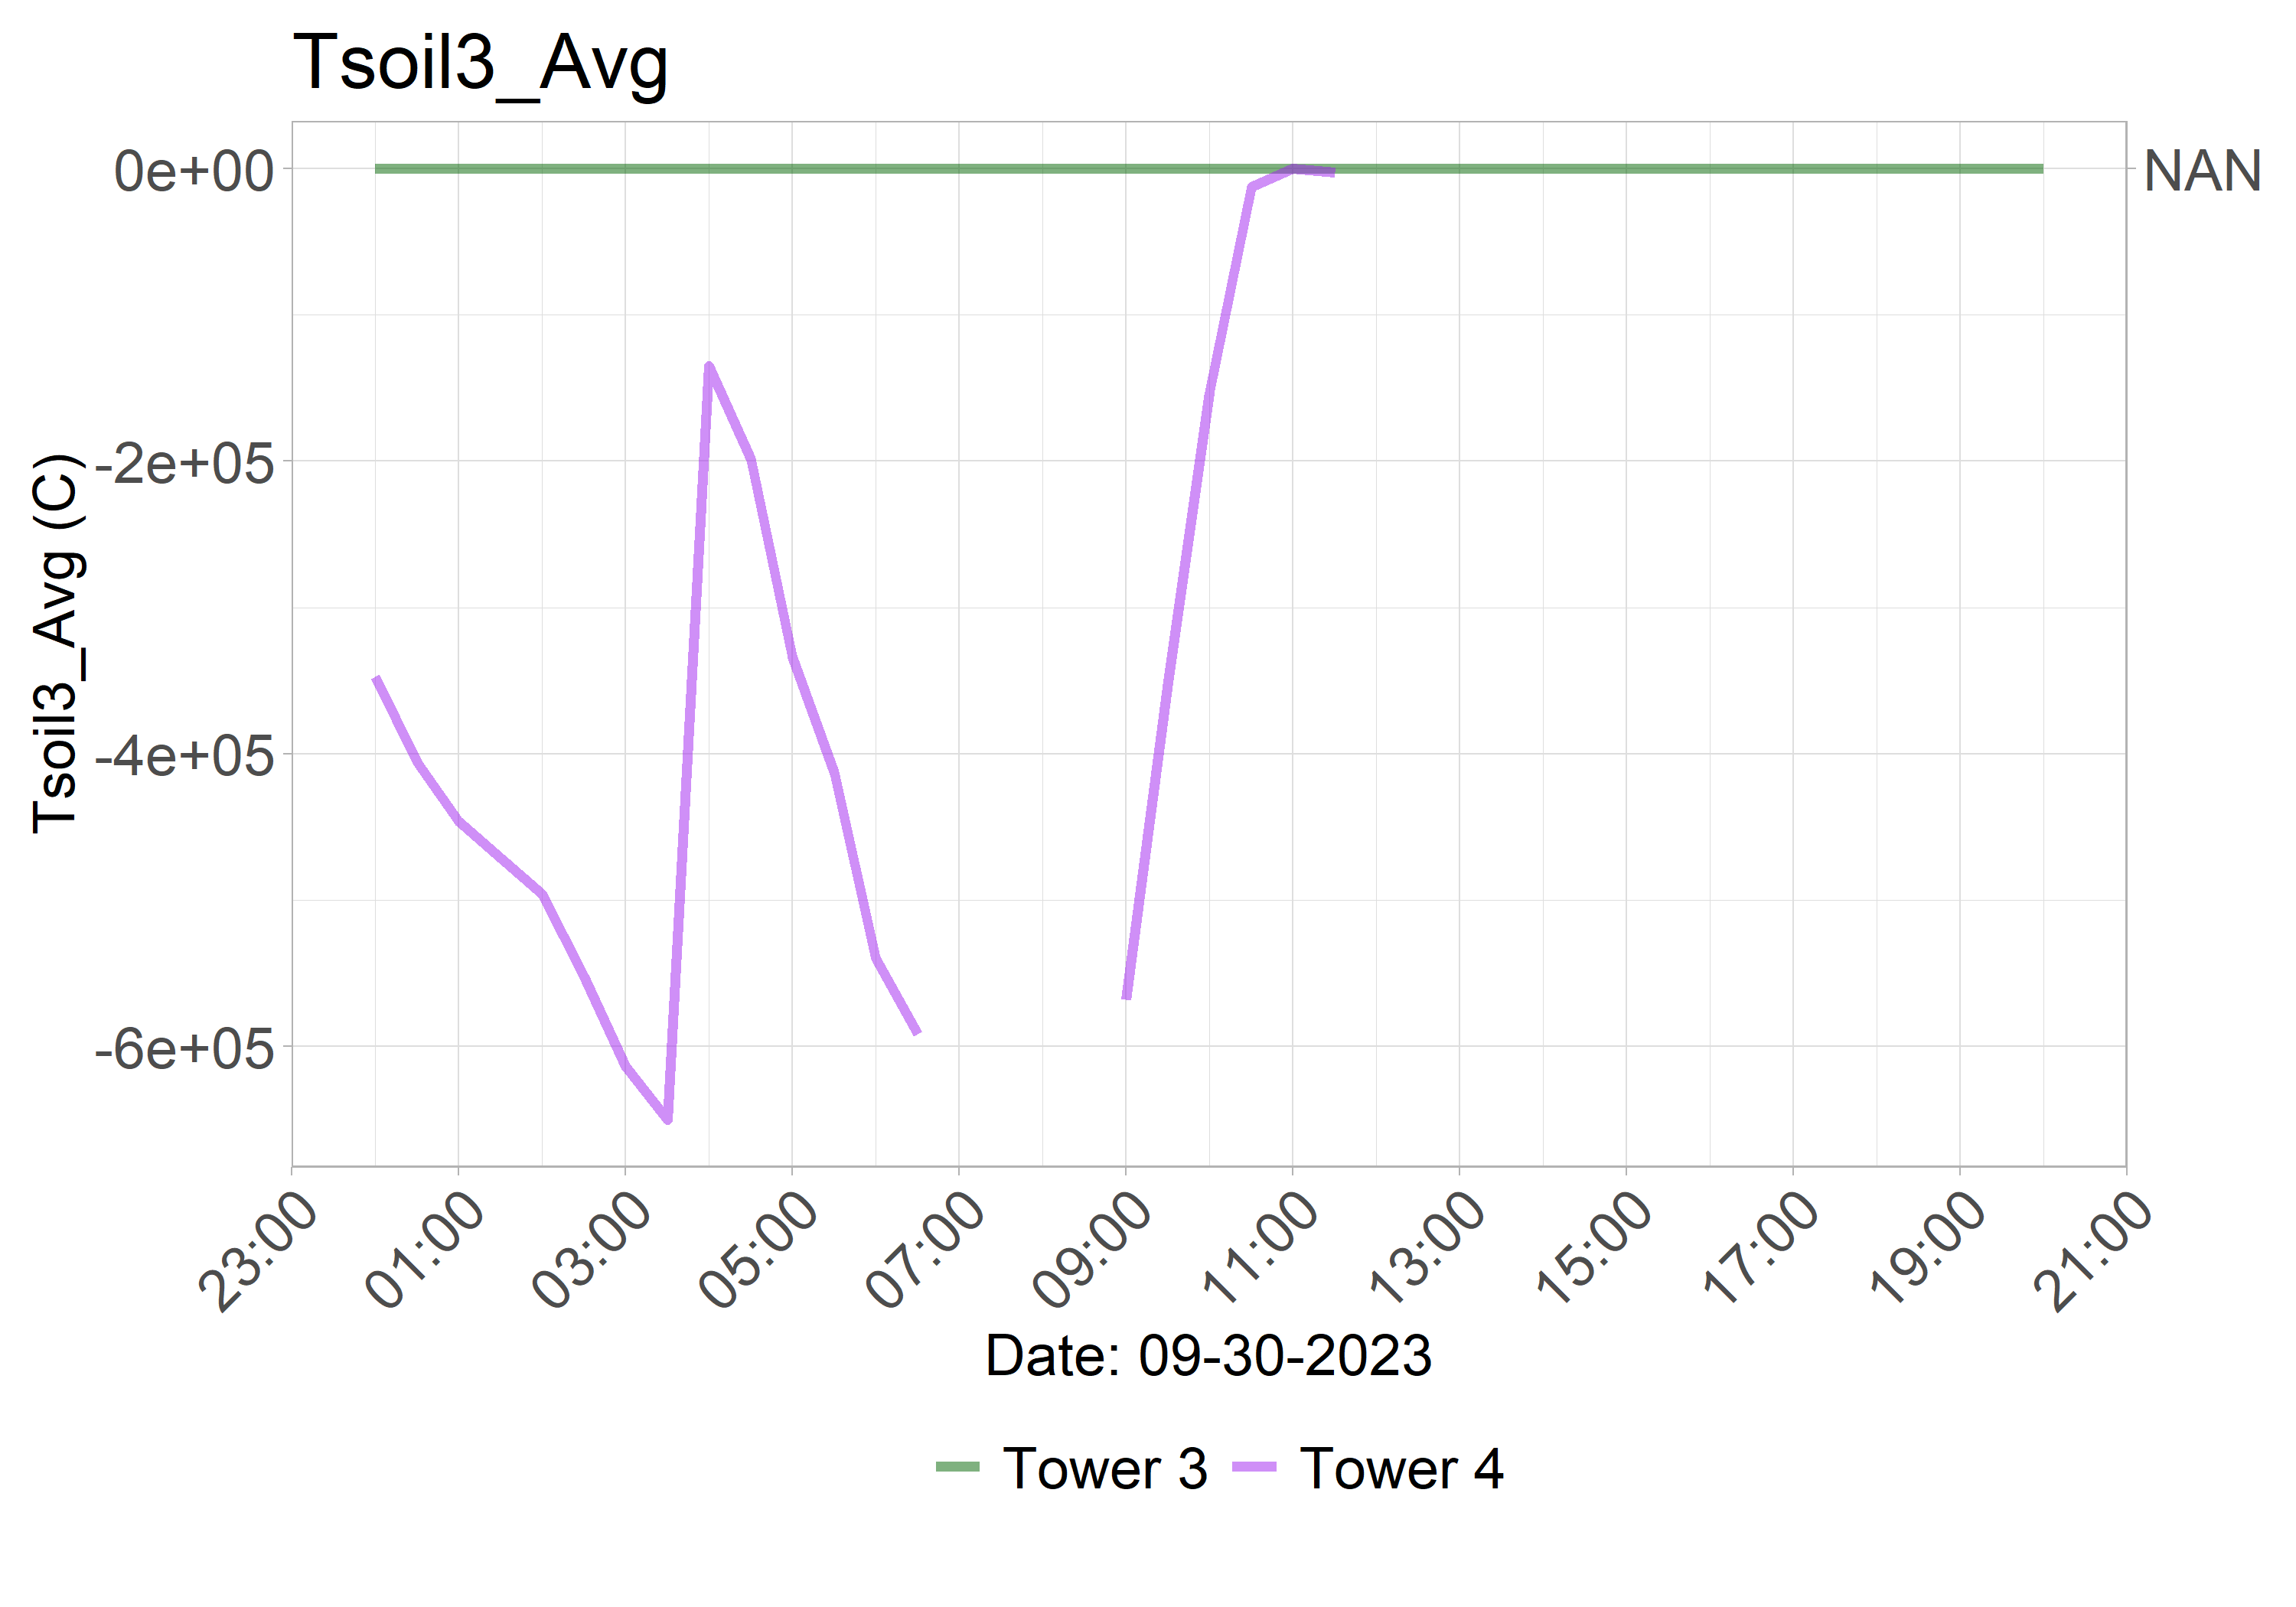 Tsoil3_Avg
0e+00
NAN
-2e+05
-4e+05
-6e+05
Tsoil3_Avg (C)
23:00
01:00
03:00
05:00
07:00
09:00
11:00
13:00
15:00
17:00
19:00
21:00
Date: 09-30-2023
Tower 3
Tower 4